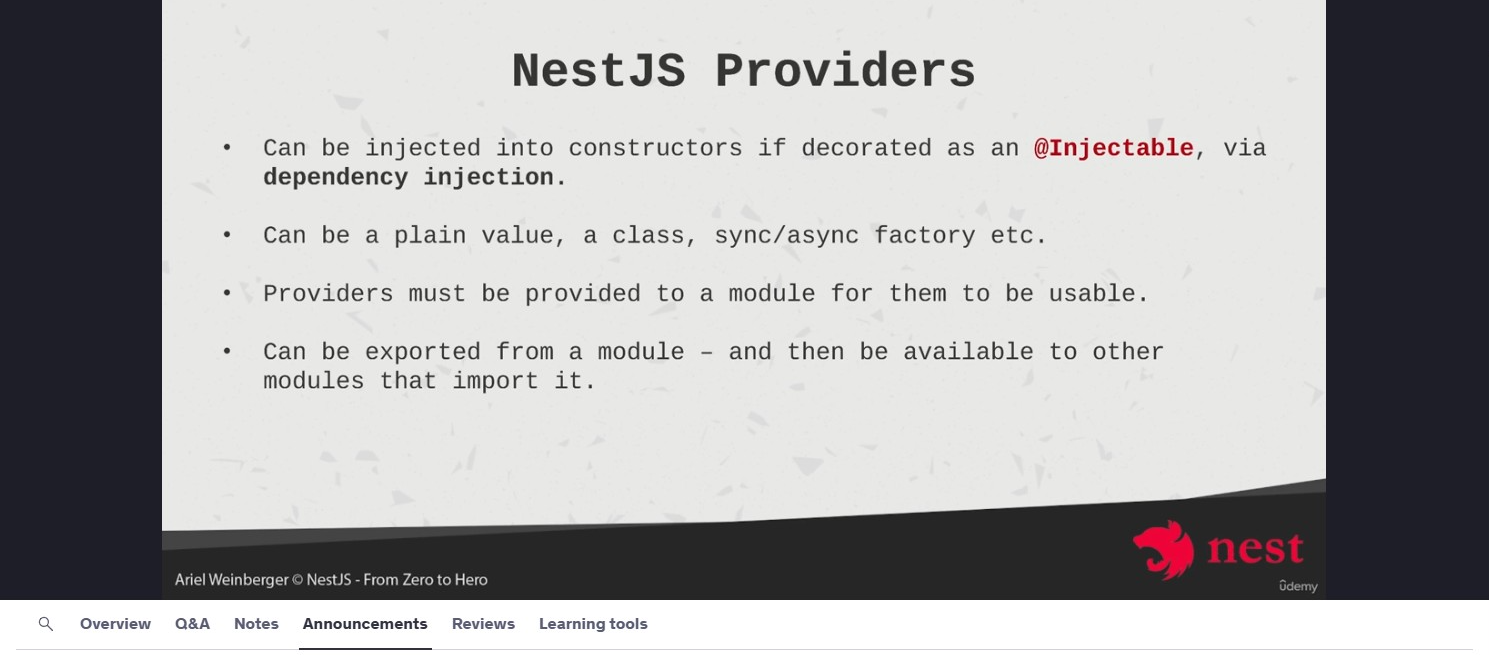 NestJS Providers
• Can be injected into constructors if decorated as an @Injectable, via
dependency injection.
• Can be a plain value, a class, sync/async factory etc.
• Providers must be provided to a module for them to be usable.
• Can be exported from a module – and then be available to other
modules that import it.
nest
Ariel Weinberger © NestJS - From Zero to Hero
ûdemy
Overview Q&A Notes Announcements Reviews Learning tools